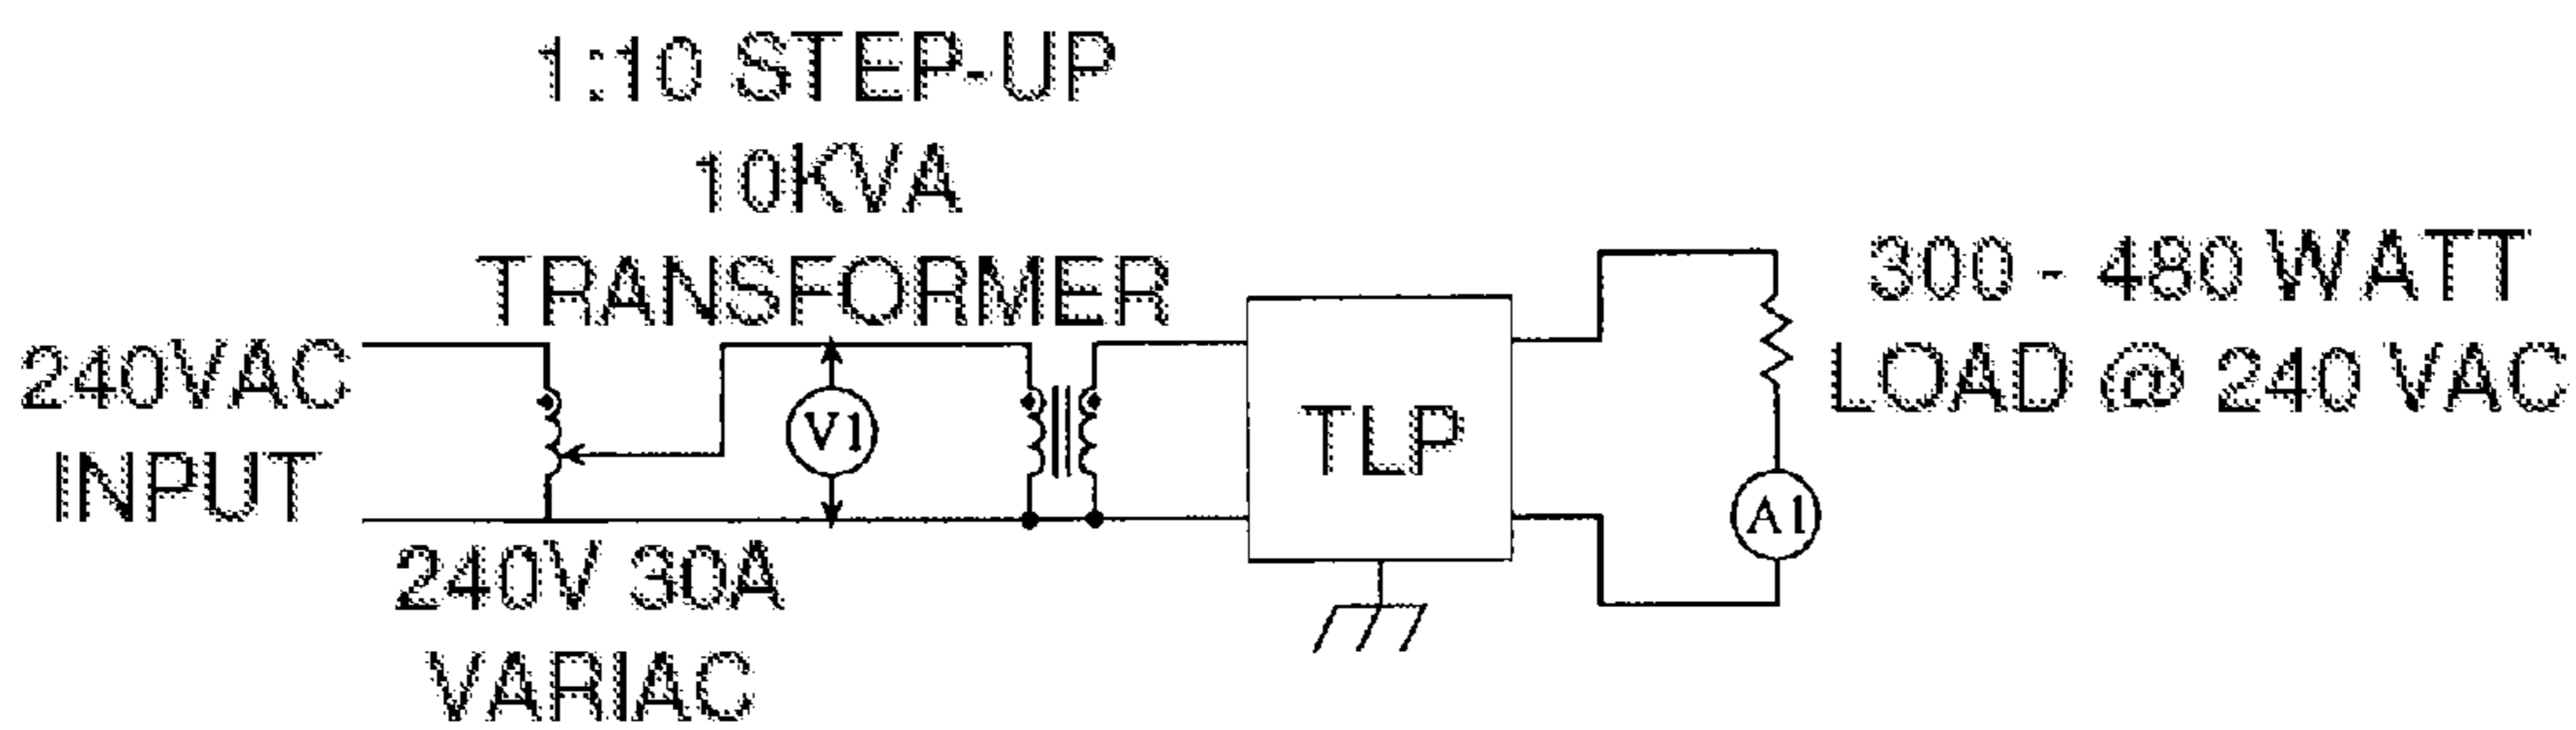 1:10 STEP-UP
10KVA
TRANSFORMER
240VAC
INPUT
V1
240V 30A
VARIAC
TLP
300 - 480 WATT
LOAD @ 240 VAC
A1